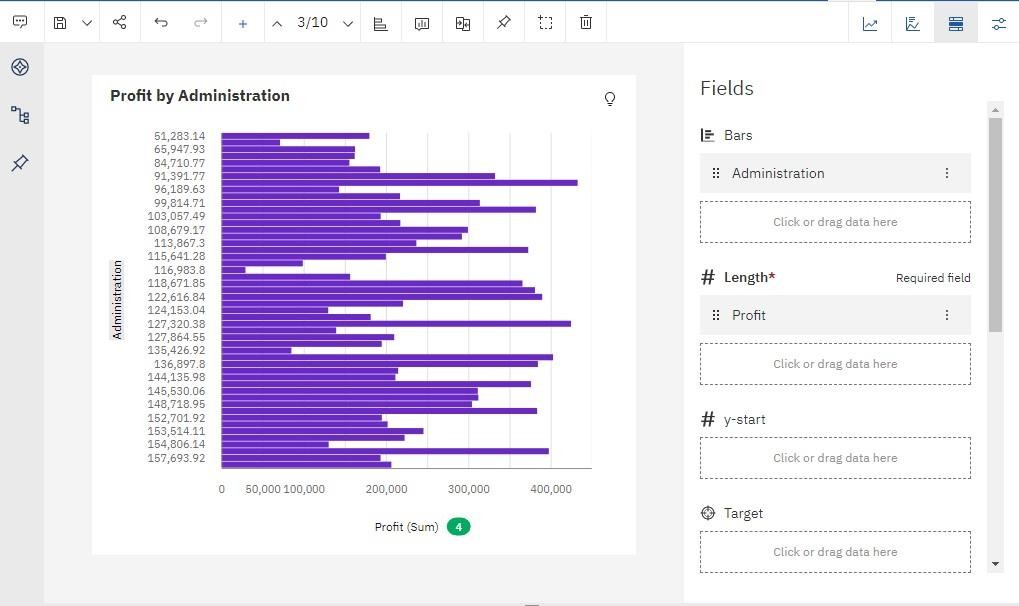 3/10
Profit by Administration
Administration
51,283.14
65,947.93
84,710.77
91,391.77
96,189.63
99,814.71
103,057.49
108,679.17
113,867.3
115,641.28
116,983.8
118,671.85
122,616.84
124,153.04
127,320.38
127,864.55
135,426.92
136,897.8
144,135.98
145,530.06
148,718.95
152,701.92
153,514.11
154,806.14
157,693.92
0 50,000 100,000 200,000 300,000 400,000
Profit (Sum) 4
Fields
Bars
Administration
Click or drag data here
# Length* Required field
Profit
Click or drag data here
# y-start
Click or drag data here
Target
Click or drag data here